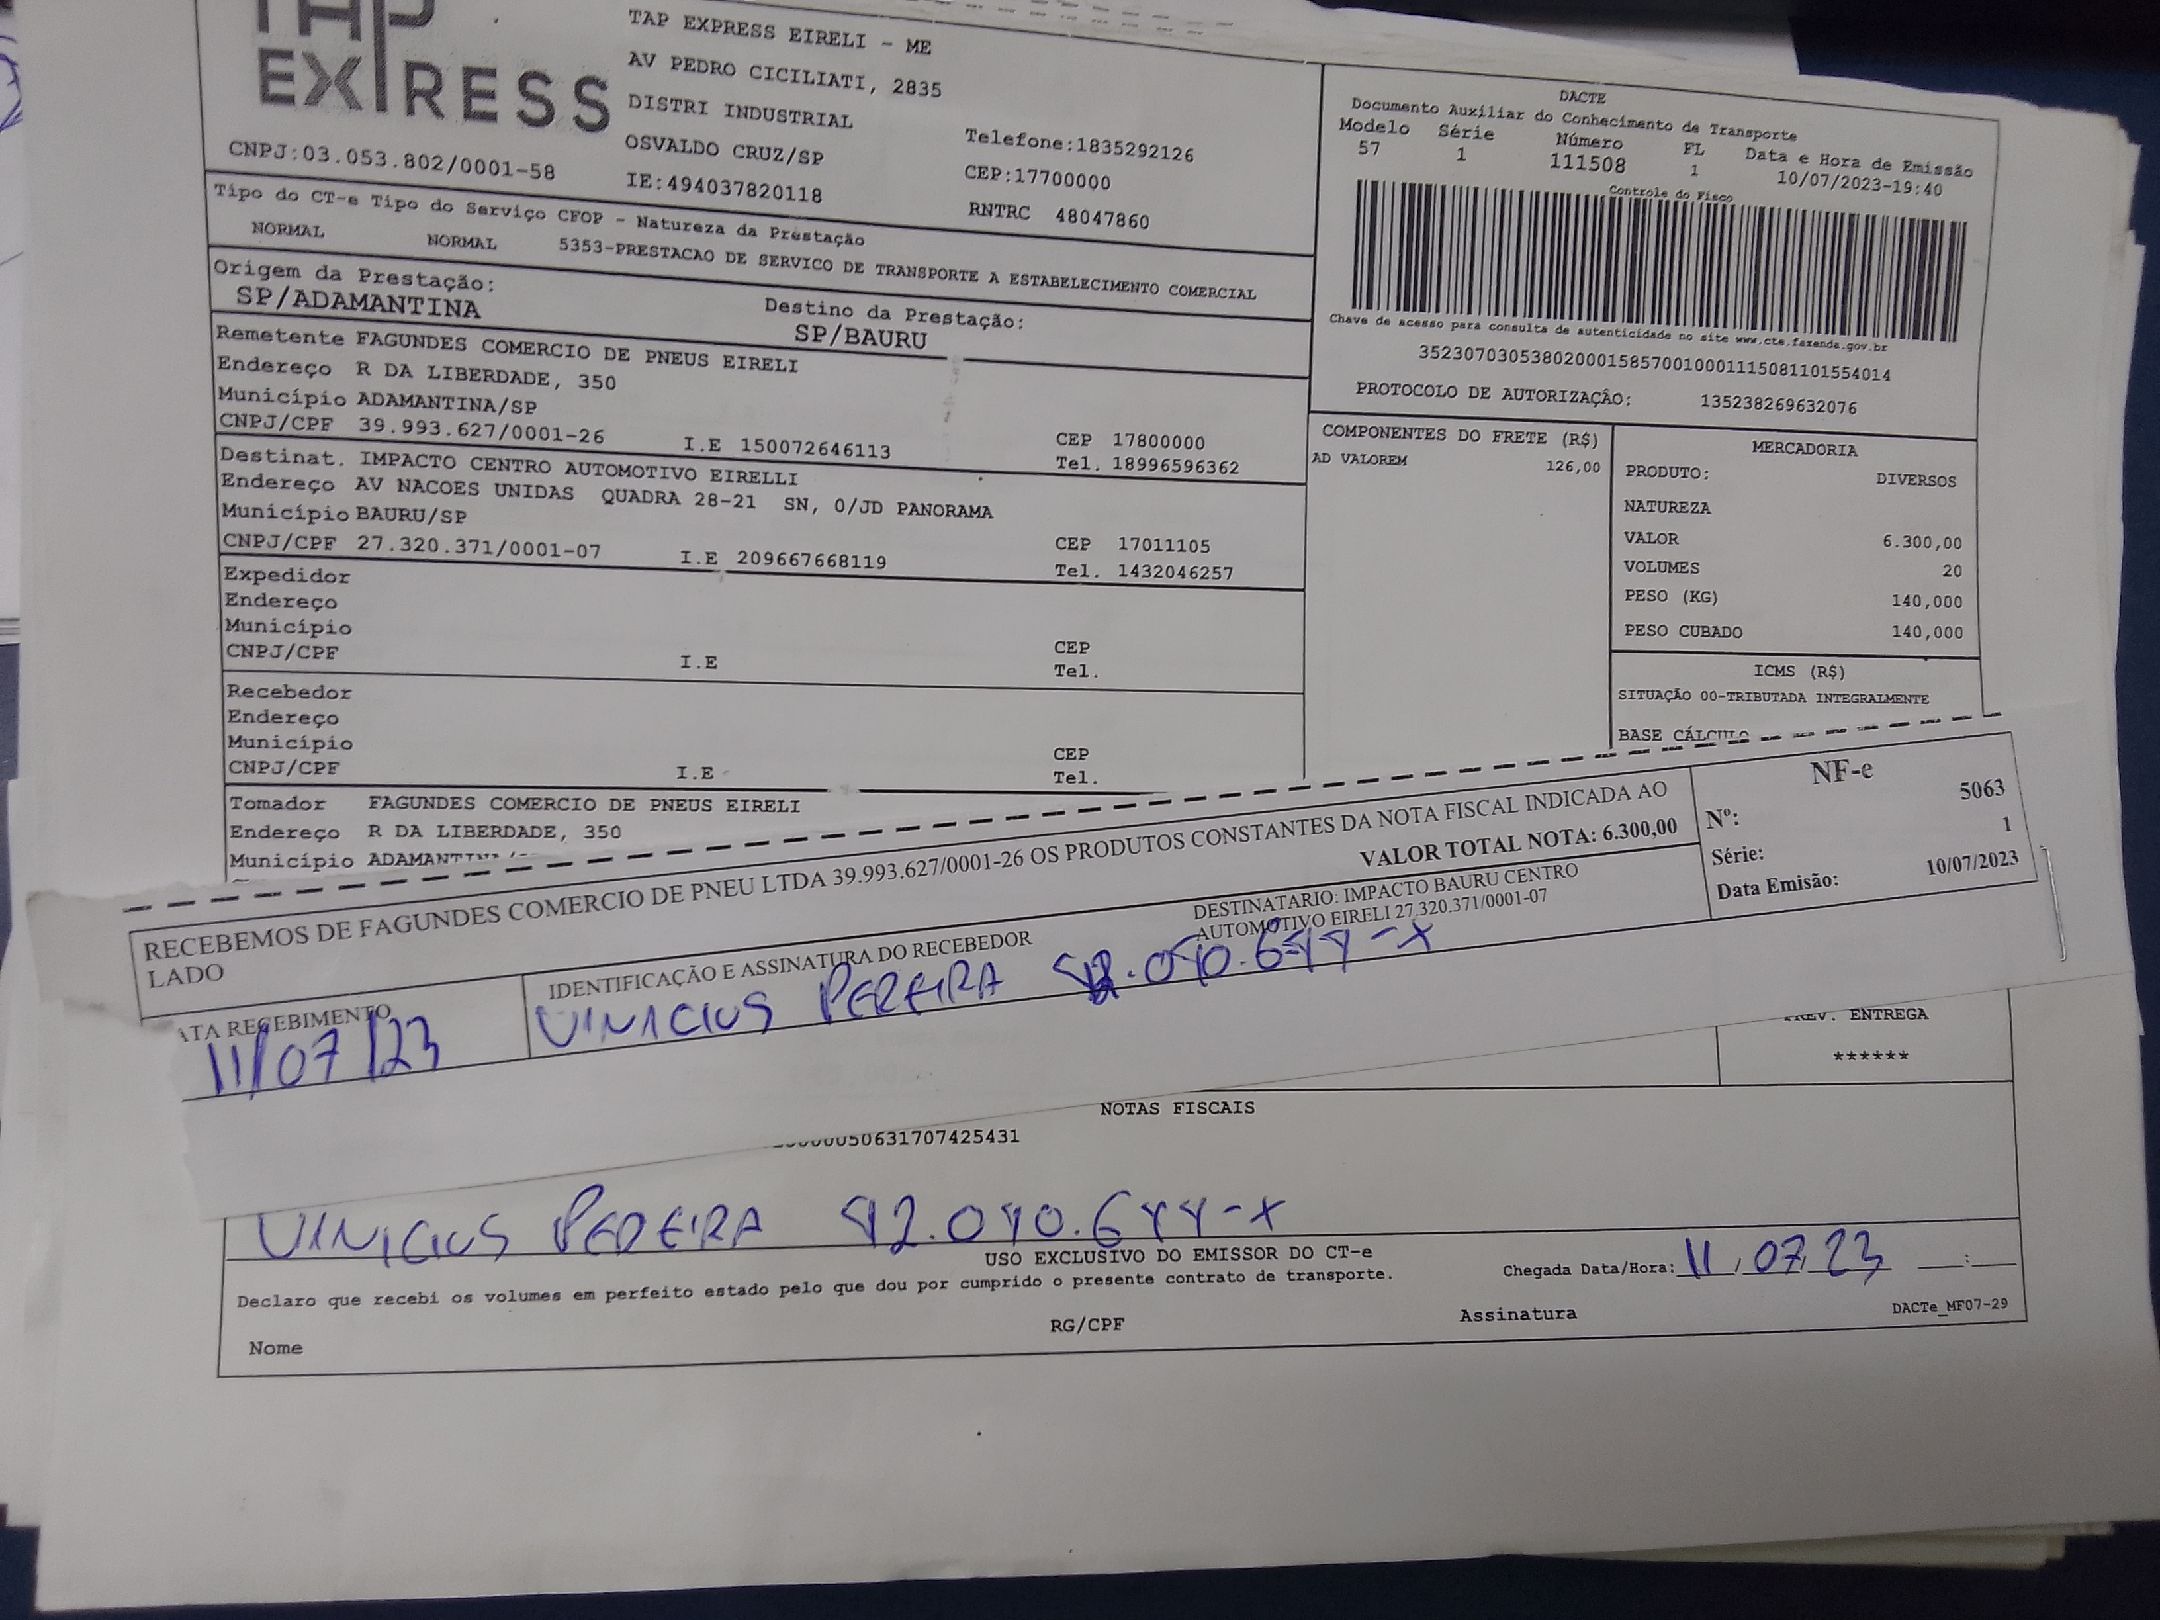 TAP
EXPRESS
TAP EXPRESS EIRELI - ME
AV PEDRO CICILIATI, 2835
DISTRI INDUSTRIAL
OSVALDO CRUZ/SP Telefone:1835292126
CNPJ:03.053.802/0001-58 IE:494037820118 CEP:17700000
RNTRC 48047860
DACTE
Documento Auxiliar do Conhecimento de Transporte
Modelo Série Número FL Data e Hora de Emissão
57 1 111508 1 10/07/2023-19:40
Controle do Fisco
Chave de acesso para consulta de autenticidade no site www.cte.fazenda.gov.br
35230703053802000158570010001115081101554014
PROTOCOLO DE AUTORIZAÇÂO: 135238269632076
Tipo do CT-e Tipo do Serviço CFOP - Natureza da Prestação
NORMAL NORMAL 5353-PRESTACAO DE SERVICO DE TRANSPORTE A ESTABELECIMENTO COMERCIAL
Origem da Prestação: Destino da Prestação:
SP/ADAMANTINA SP/BAURU
Remetente FAGUNDES COMERCIO DE PNEUS EIRELI
Endereço R DA LIBERDADE, 350
Município ADAMANTINA/SP CEP 17800000
CNPJ/CPF 39.993.627/0001-26 I.E 150072646113 Tel. 18996596362
Destinat. IMPACTO CENTRO AUTOMOTIVO EIRELLI
Endereço AV NACOES UNIDAS QUADRA 28-21 SN, 0/JD PANORAMA
Município BAURU/SP CEP 17011105
CNPJ/CPF 27.320.371/0001-07 I.E 209667668119 Tel. 1432046257
Expedidor
Endereço
Município CEP
CNPJ/CPF I.E Tel.
Recebedor
Endereço
Município CEP
CNPJ/CPF I.E Tel.
Tomador FAGUNDES COMERCIO DE PNEUS EIRELI
Endereço R DA LIBERDADE, 350
Município
COMPONENTES DO FRETE (R$)
AD VALOREM 126,00
MERCADORIA
PRODUTO: DIVERSOS
NATUREZA
VALOR 6.300,00
VOLUMES 20
PESO (KG) 140,000
PESO CUBADO 140,000
ICMS (R$)
SITUAÇÃO 00-TRIBUTADA INTEGRALMENTE
BASE CÁLCULO
RECEBEMOS DE FAGUNDES COMERCIO DE PNEU LTDA 39.993.627/0001-26 OS PRODUTOS CONSTANTES DA NOTA FISCAL INDICADA AO
LADO VALOR TOTAL NOTA: 6.300,00
NF-e
Nº: 5063
Série: 1
Data Emisão: 10/07/2023
ATA RECEBIMENTO
11/07/23
IDENTIFICAÇÃO E ASSINATURA DO RECEBEDOR
DESTINATARIO: IMPACTO BAURU CENTRO
AUTOMOTIVO EIRELI 27.320.371/0001-07
VINICIUS PEREIRA 42.040.644-X
ENTREGA
******
NOTAS FISCAIS
50631707425431
VINICIUS PEREIRA 42.040.644-X
USO EXCLUSIVO DO EMISSOR DO CT-e
Chegada Data/Hora: 11/07/23 :
Declaro que recebi os volumes em perfeito estado pelo que dou por cumprido o presente contrato de transporte.
Nome RG/CPF Assinatura DACTe_MF07-29